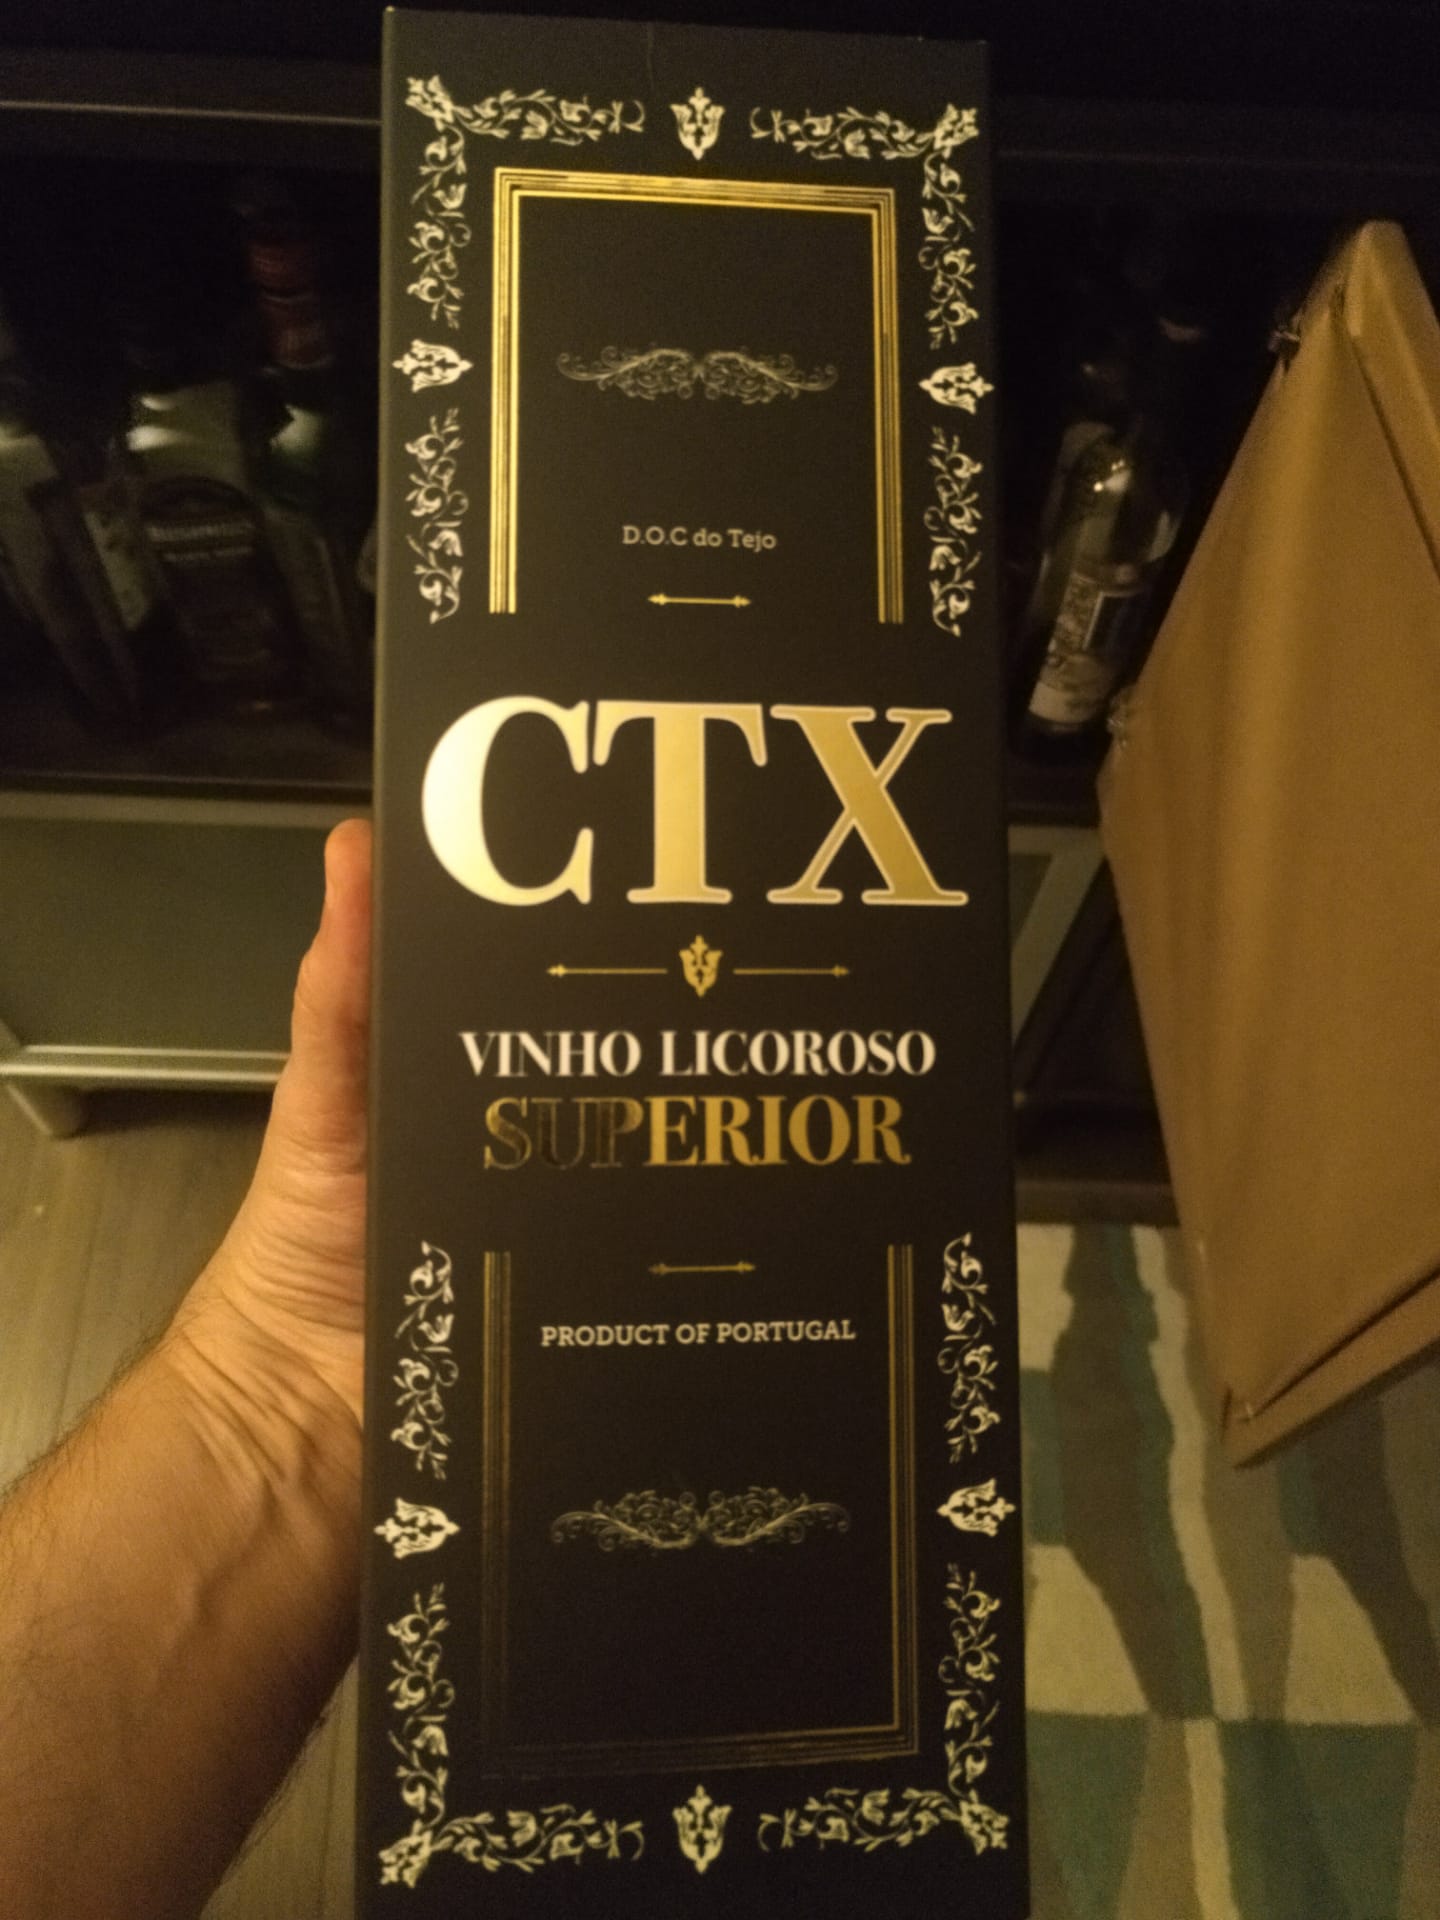 D.O.C do Tejo
CTX
VINHO LICOROSO
SUPERIOR
PRODUCT OF PORTUGAL